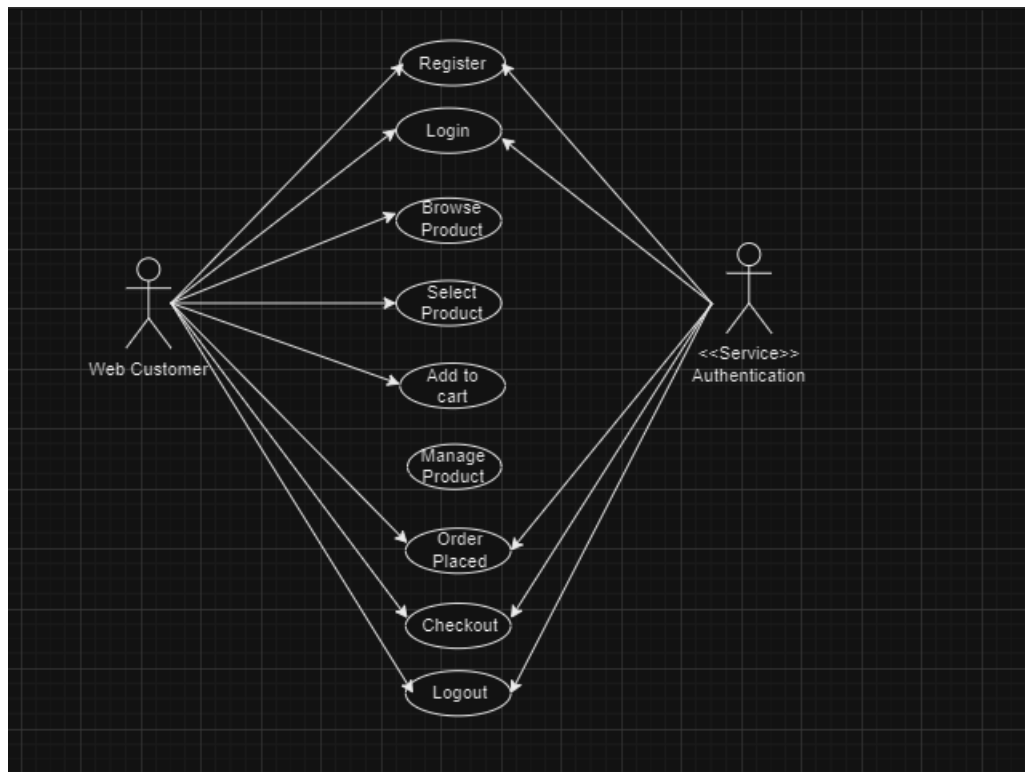 Register
Login
Browse
Product
Select
Product
Web Customer
<<Service>>
Authentication
Add to
cart
Manage
Product
Order
Placed
Checkout
Logout